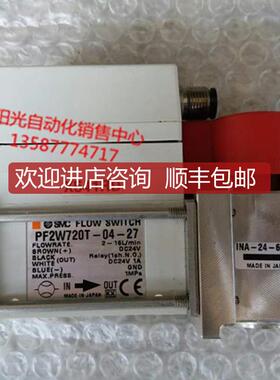 阳光自动化销售中心
13587774717
欢迎进店咨询 顺丰包邮
SMC FLOW SWITCH
PF2W720T-04-27
FLOWRATE. 2-16L/min
BROWN(+) DC24V
BLACK (OUT) Relay(1sh.N.O.)
WHITE(OUT) DC24V 1A
BLUE(-) GND
MAX.PRESS. 1MPa
MADE IN JAPAN
INA-24-6
MADE IN JAPAN